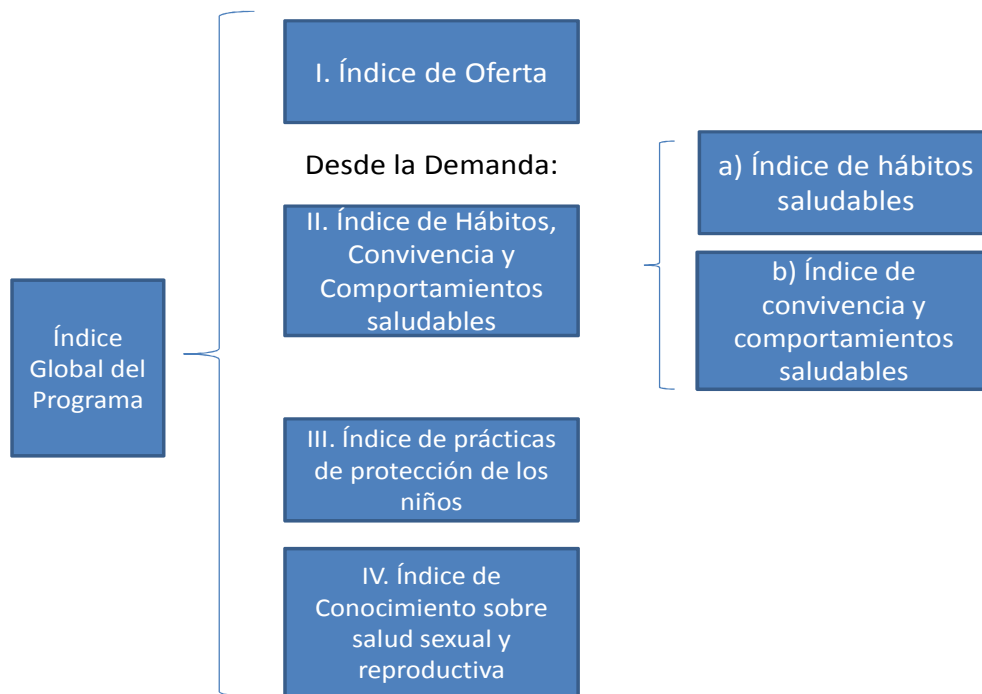 Índice
Global del
Programa
I. Índice de Oferta
Desde la Demanda:
II. Índice de Hábitos,
Convivencia y
Comportamientos
saludables
a) Índice de hábitos
saludables
b) Índice de
convivencia y
comportamientos
saludables
III. Índice de prácticas
de protección de los
niños
IV. Índice de
Conocimiento sobre
salud sexual y
reproductiva